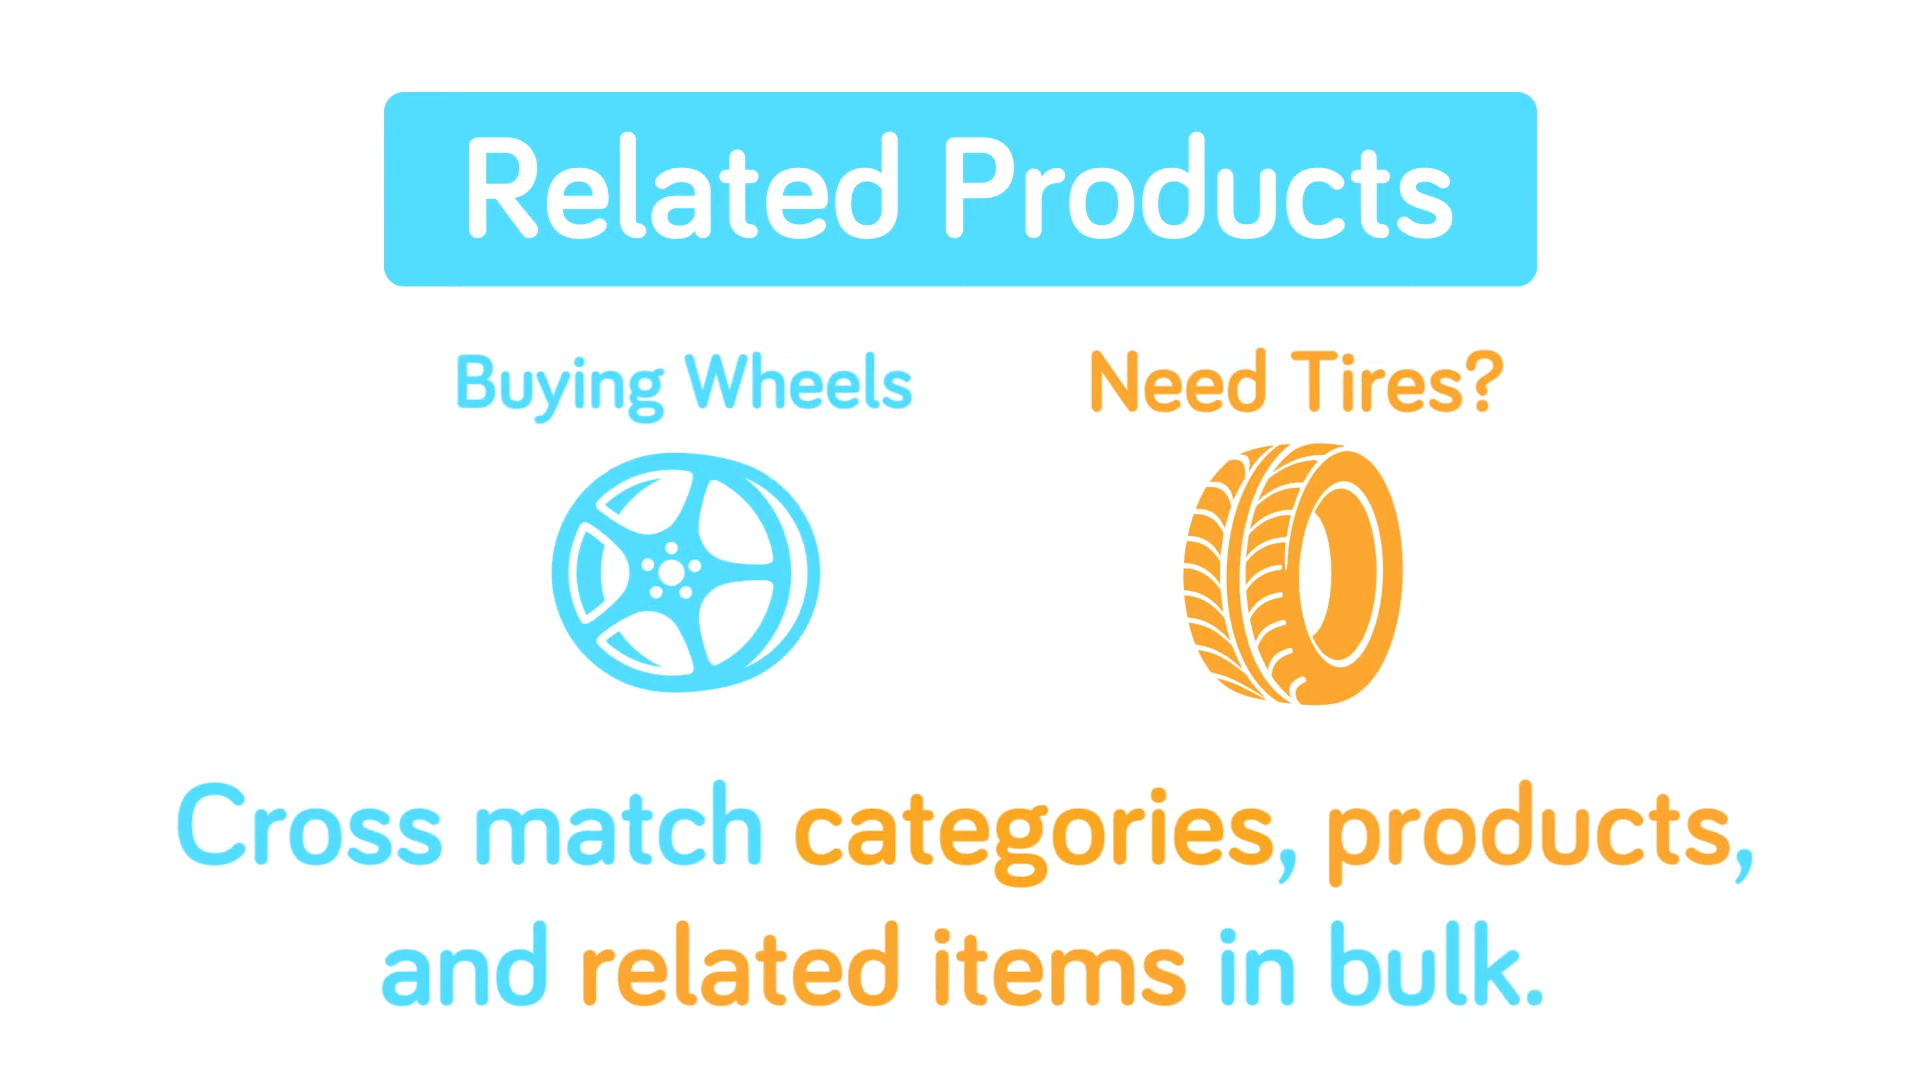 Related Products
Buying Wheels
Need Tires?
Cross match categories, products,
and related items in bulk.